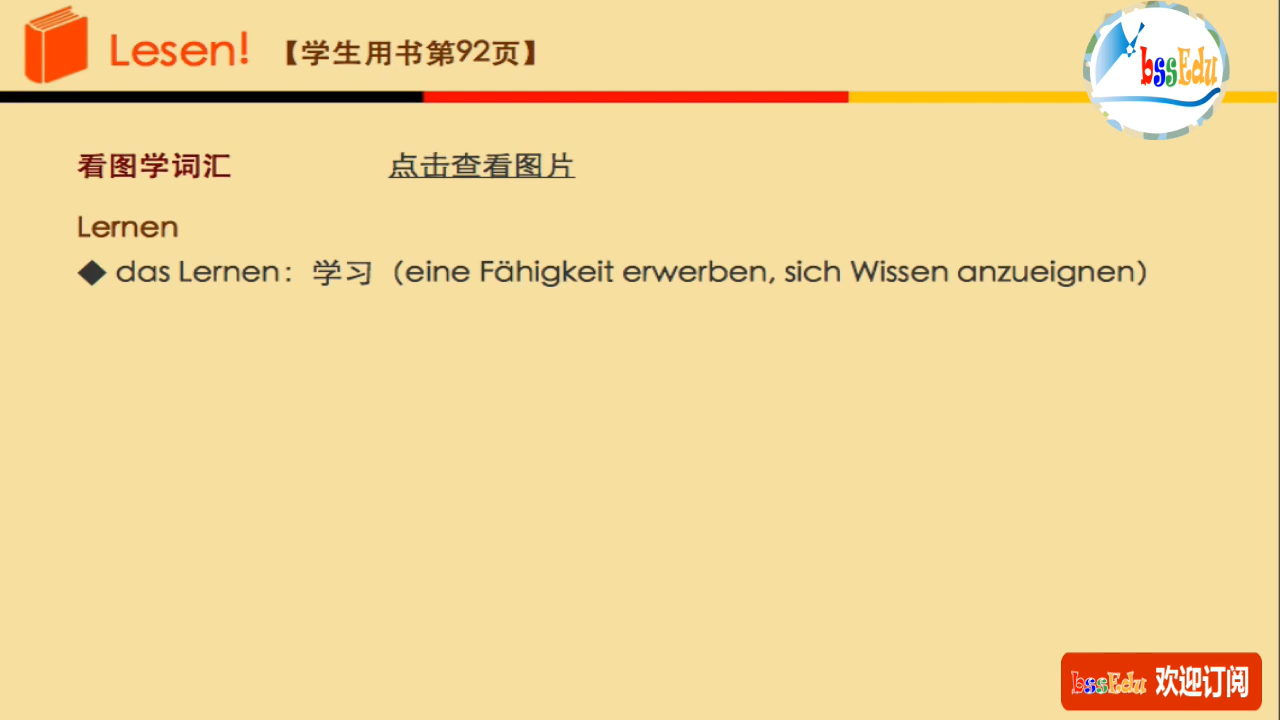 Lesen! 【学生用书第92页】
bssEdu
看图学词汇 点击查看图片
Lernen
◆ das Lernen：学习（eine Fähigkeit erwerben, sich Wissen anzueignen）
bssEdu 欢迎订阅